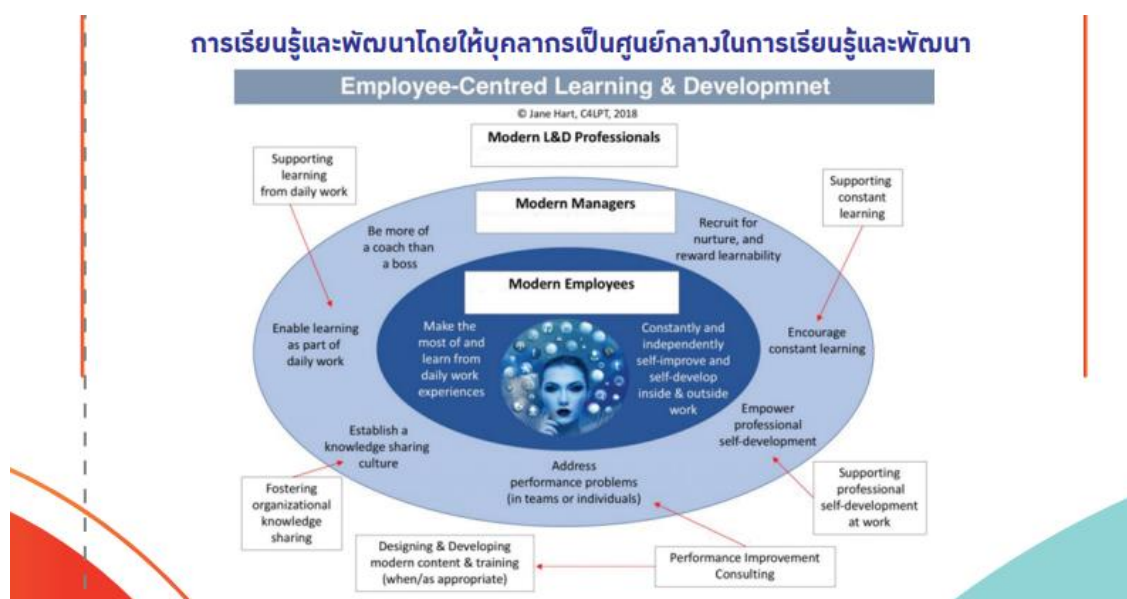 การเรียนรู้และพัฒนาโดยให้บุคลากรเป็นศูนย์กลางในการเรียนรู้และพัฒนา
Employee-Centred Learning & Developmnet
© Jane Hart, C4LPT, 2018
Modern L&D Professionals
Supporting
learning
from daily work
Supporting
constant
learning
Modern Managers
Be more of
a coach than
a boss
Recruit for
nurture, and
reward learnability
Modern Employees
Enable learning
as part of
daily work
Make the
most of and
learn from
daily work
experiences
Constantly and
independently
self-improve and
self-develop
inside & outside
work
Encourage
constant learning
Establish a
knowledge sharing
culture
Empower
professional
self-development
Address
performance problems
(in teams or individuals)
Fostering
organizational
knowledge
sharing
Supporting
professional
self-development
at work
Designing & Developing
modern content & training
(when/as appropriate)
Performance Improvement
Consulting